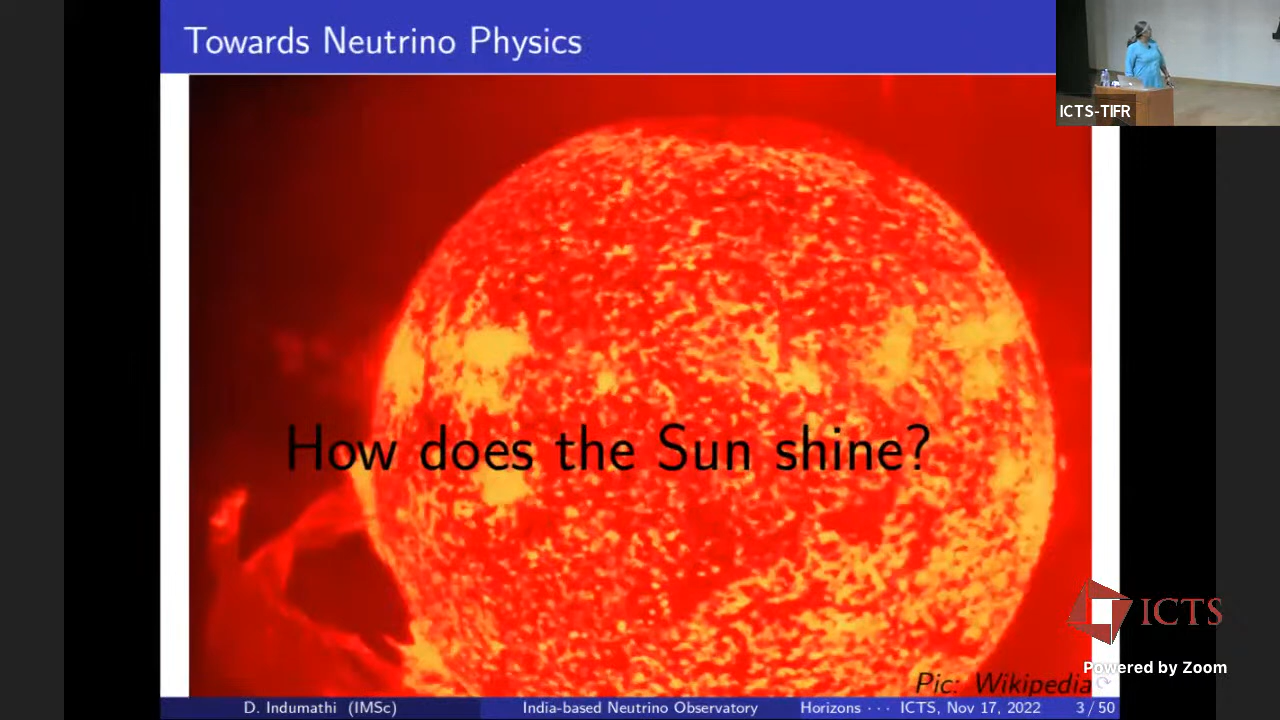 Towards Neutrino Physics
ICTS-TIFR
How does the Sun shine?
ICTS
Powered by Zoom
Pic: Wikipedia
D. Indumathi (IMSc)
India-based Neutrino Observatory
Horizons · · · ICTS, Nov 17, 2022
3 / 50